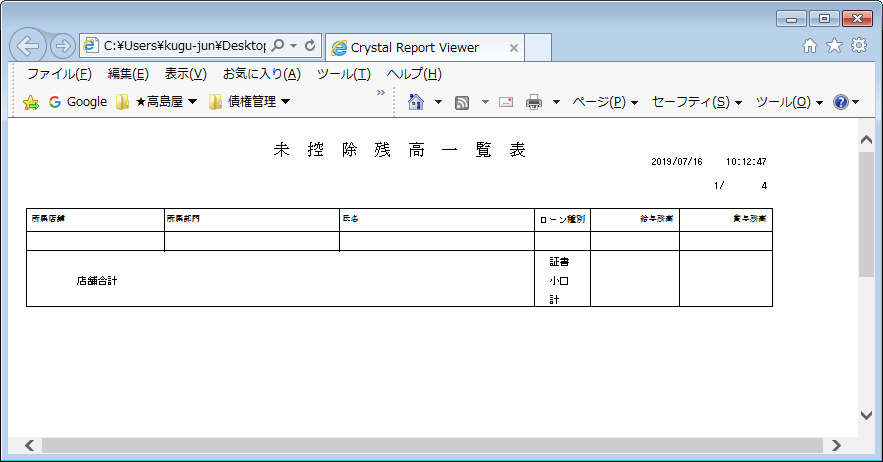 C:¥Users¥kugu-jun¥Desktop
Crystal Report Viewer
ファイル(F) 編集(E) 表示(V) お気に入り(A) ツール(T) ヘルプ(H)
Google ★高島屋 債権管理 » ページ(P) セーフティ(S) ツール(O)
未控除残高一覧表
2019/07/16 10:12:47
1/ 4
所属店舗 所属部門 氏名 ローン種別 給与残高 賞与残高
証書
店舗合計 小口
計